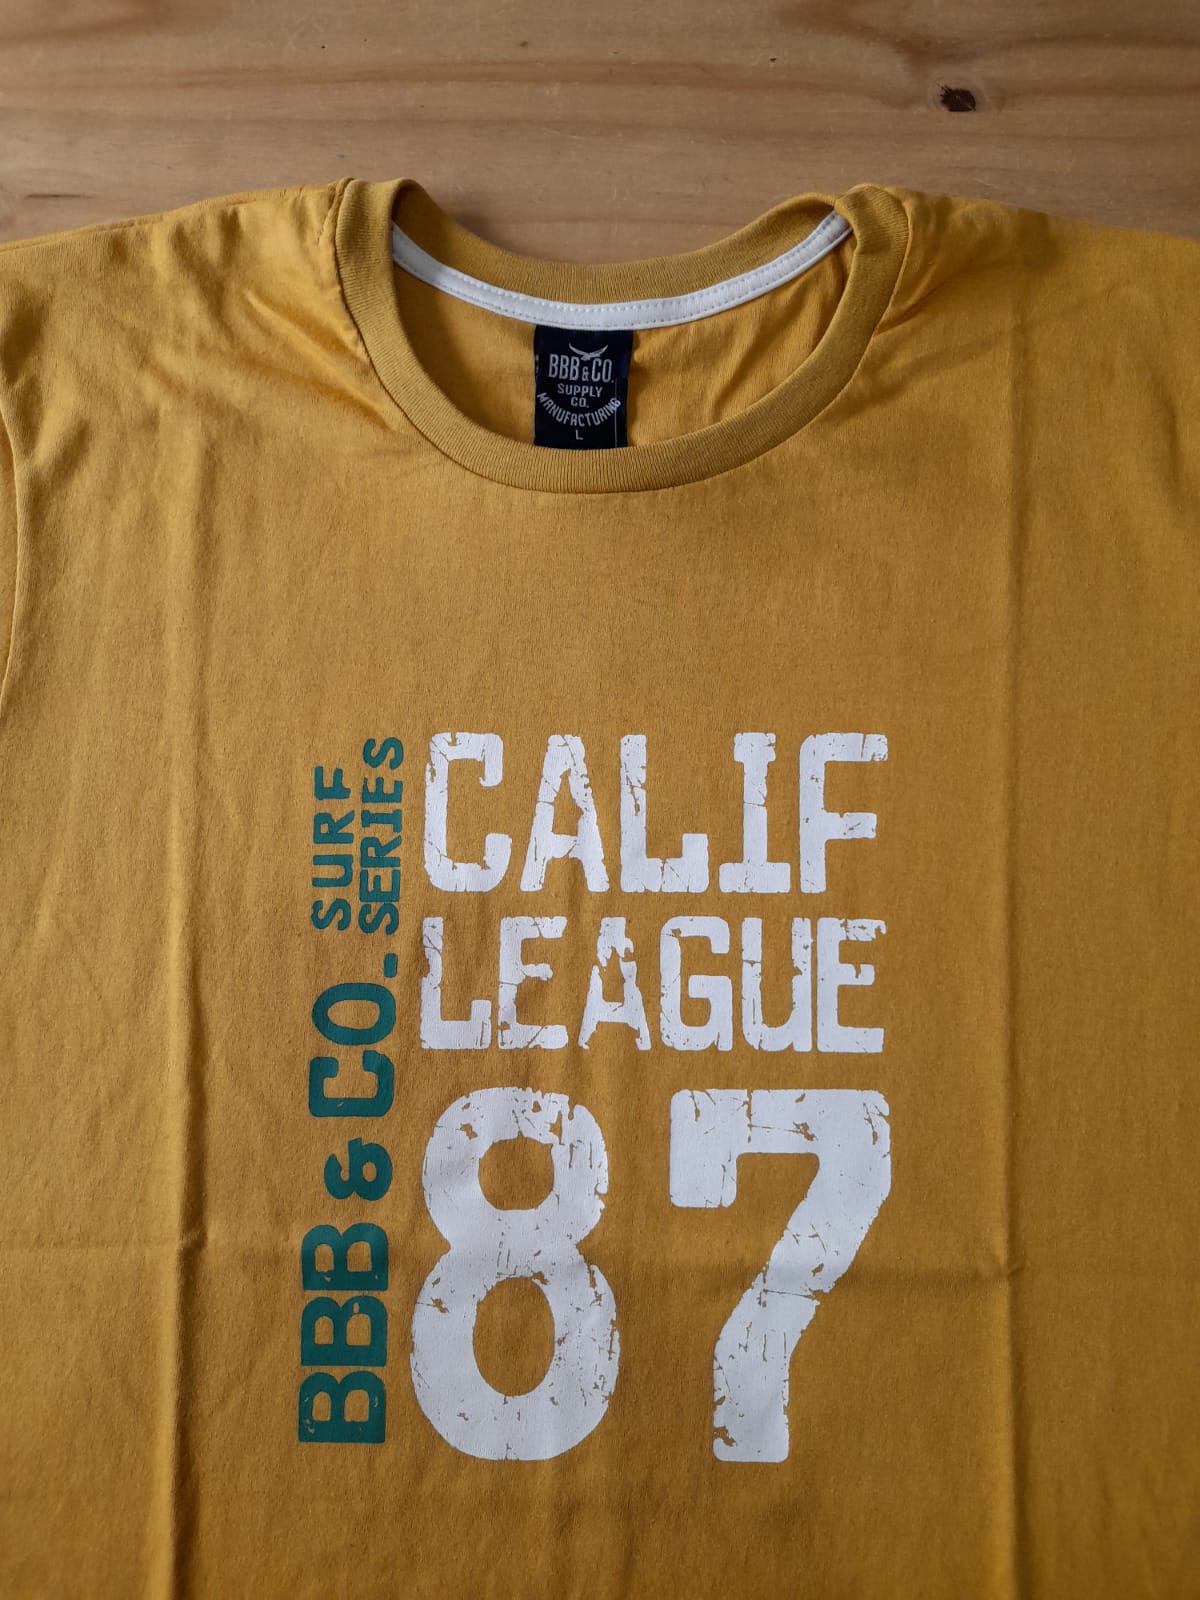 BBB & CO.
SUPPLY
CO.
MANUFACTURING
L
CALIF
LEAGUE
87
BBB & CO.
SURF
SERIES